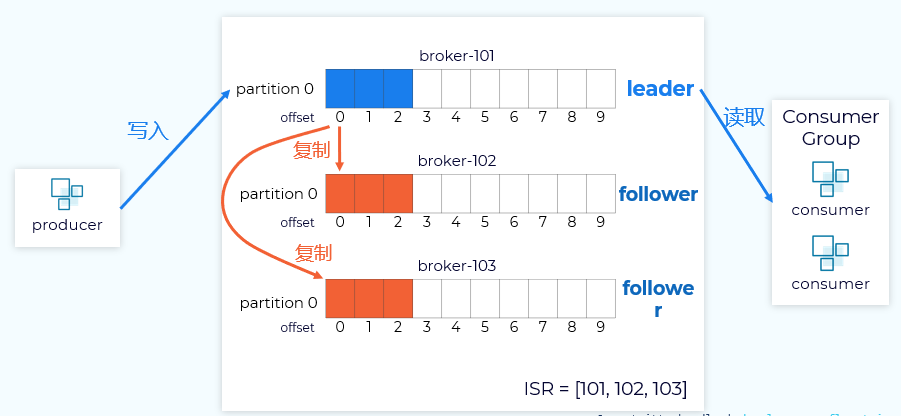 broker-101
partition 0
leader
offset
0 1 2 3 4 5 6 7 8 9
写入
读取
复制
producer
Consumer
Group
consumer
consumer
broker-102
partition 0
follower
offset
0 1 2 3 4 5 6 7 8 9
复制
broker-103
partition 0
followe
r
offset
0 1 2 3 4 5 6 7 8 9
ISR = [101, 102, 103]